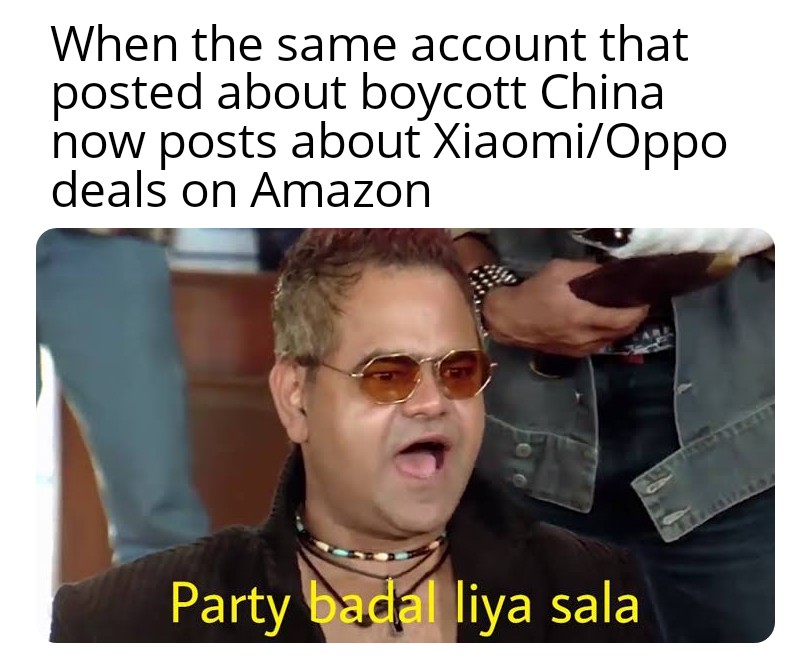 When the same account that
posted about boycott China
now posts about Xiaomi/Oppo
deals on Amazon
Party badal liya sala